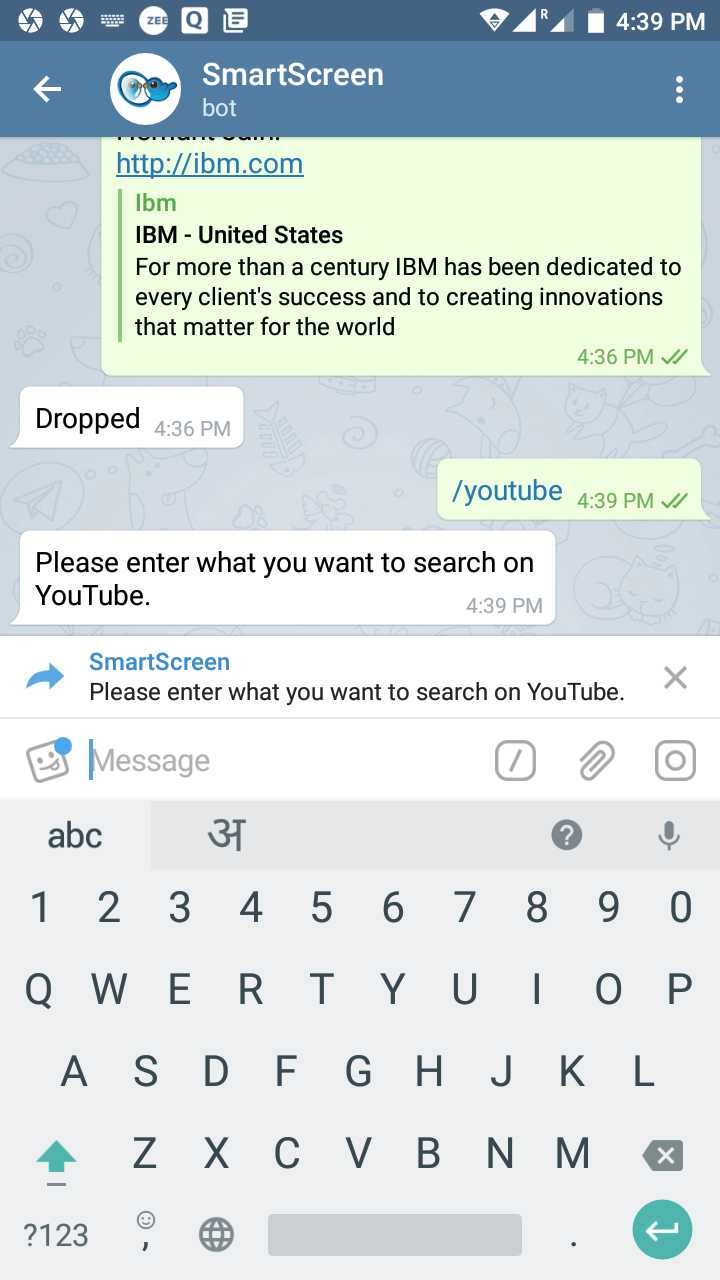 ZEE
Q
R
4:39 PM
SmartScreen
bot
http://ibm.com
Ibm
IBM - United States
For more than a century IBM has been dedicated to
every client's success and to creating innovations
that matter for the world
4:36 PM
Dropped 4:36 PM
/youtube 4:39 PM
Please enter what you want to search on
YouTube.
4:39 PM
SmartScreen
Please enter what you want to search on YouTube.
Message
/
abc अ ?
1 2 3 4 5 6 7 8 9 0
Q W E R T Y U I O P
A S D F G H J K L
Z X C V B N M
?123 , .